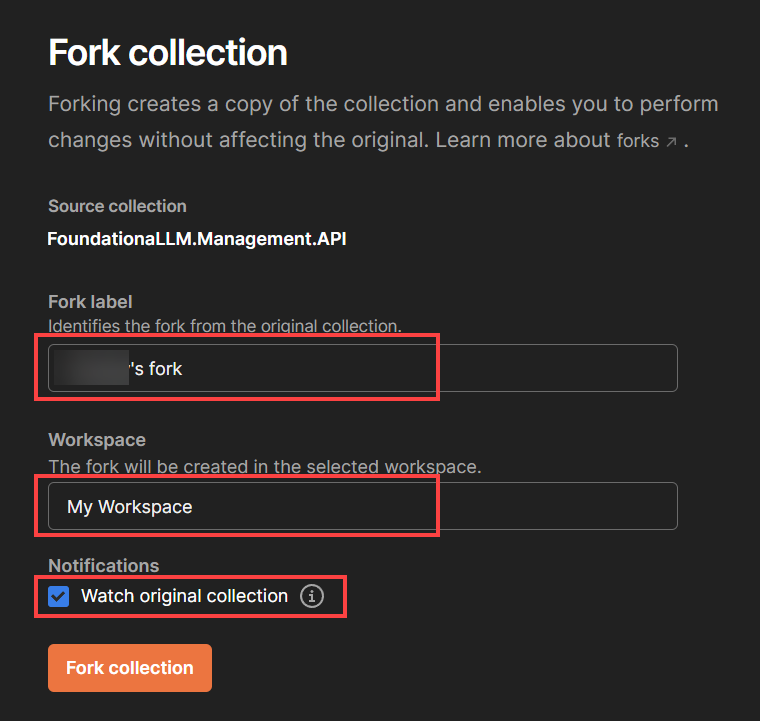 Fork collection
Forking creates a copy of the collection and enables you to perform
changes without affecting the original. Learn more about forks ↗ .
Source collection
FoundationaLLM.Management.API
Fork label
Identifies the fork from the original collection.
's fork
Workspace
The fork will be created in the selected workspace.
My Workspace
Notifications
Watch original collection
Fork collection